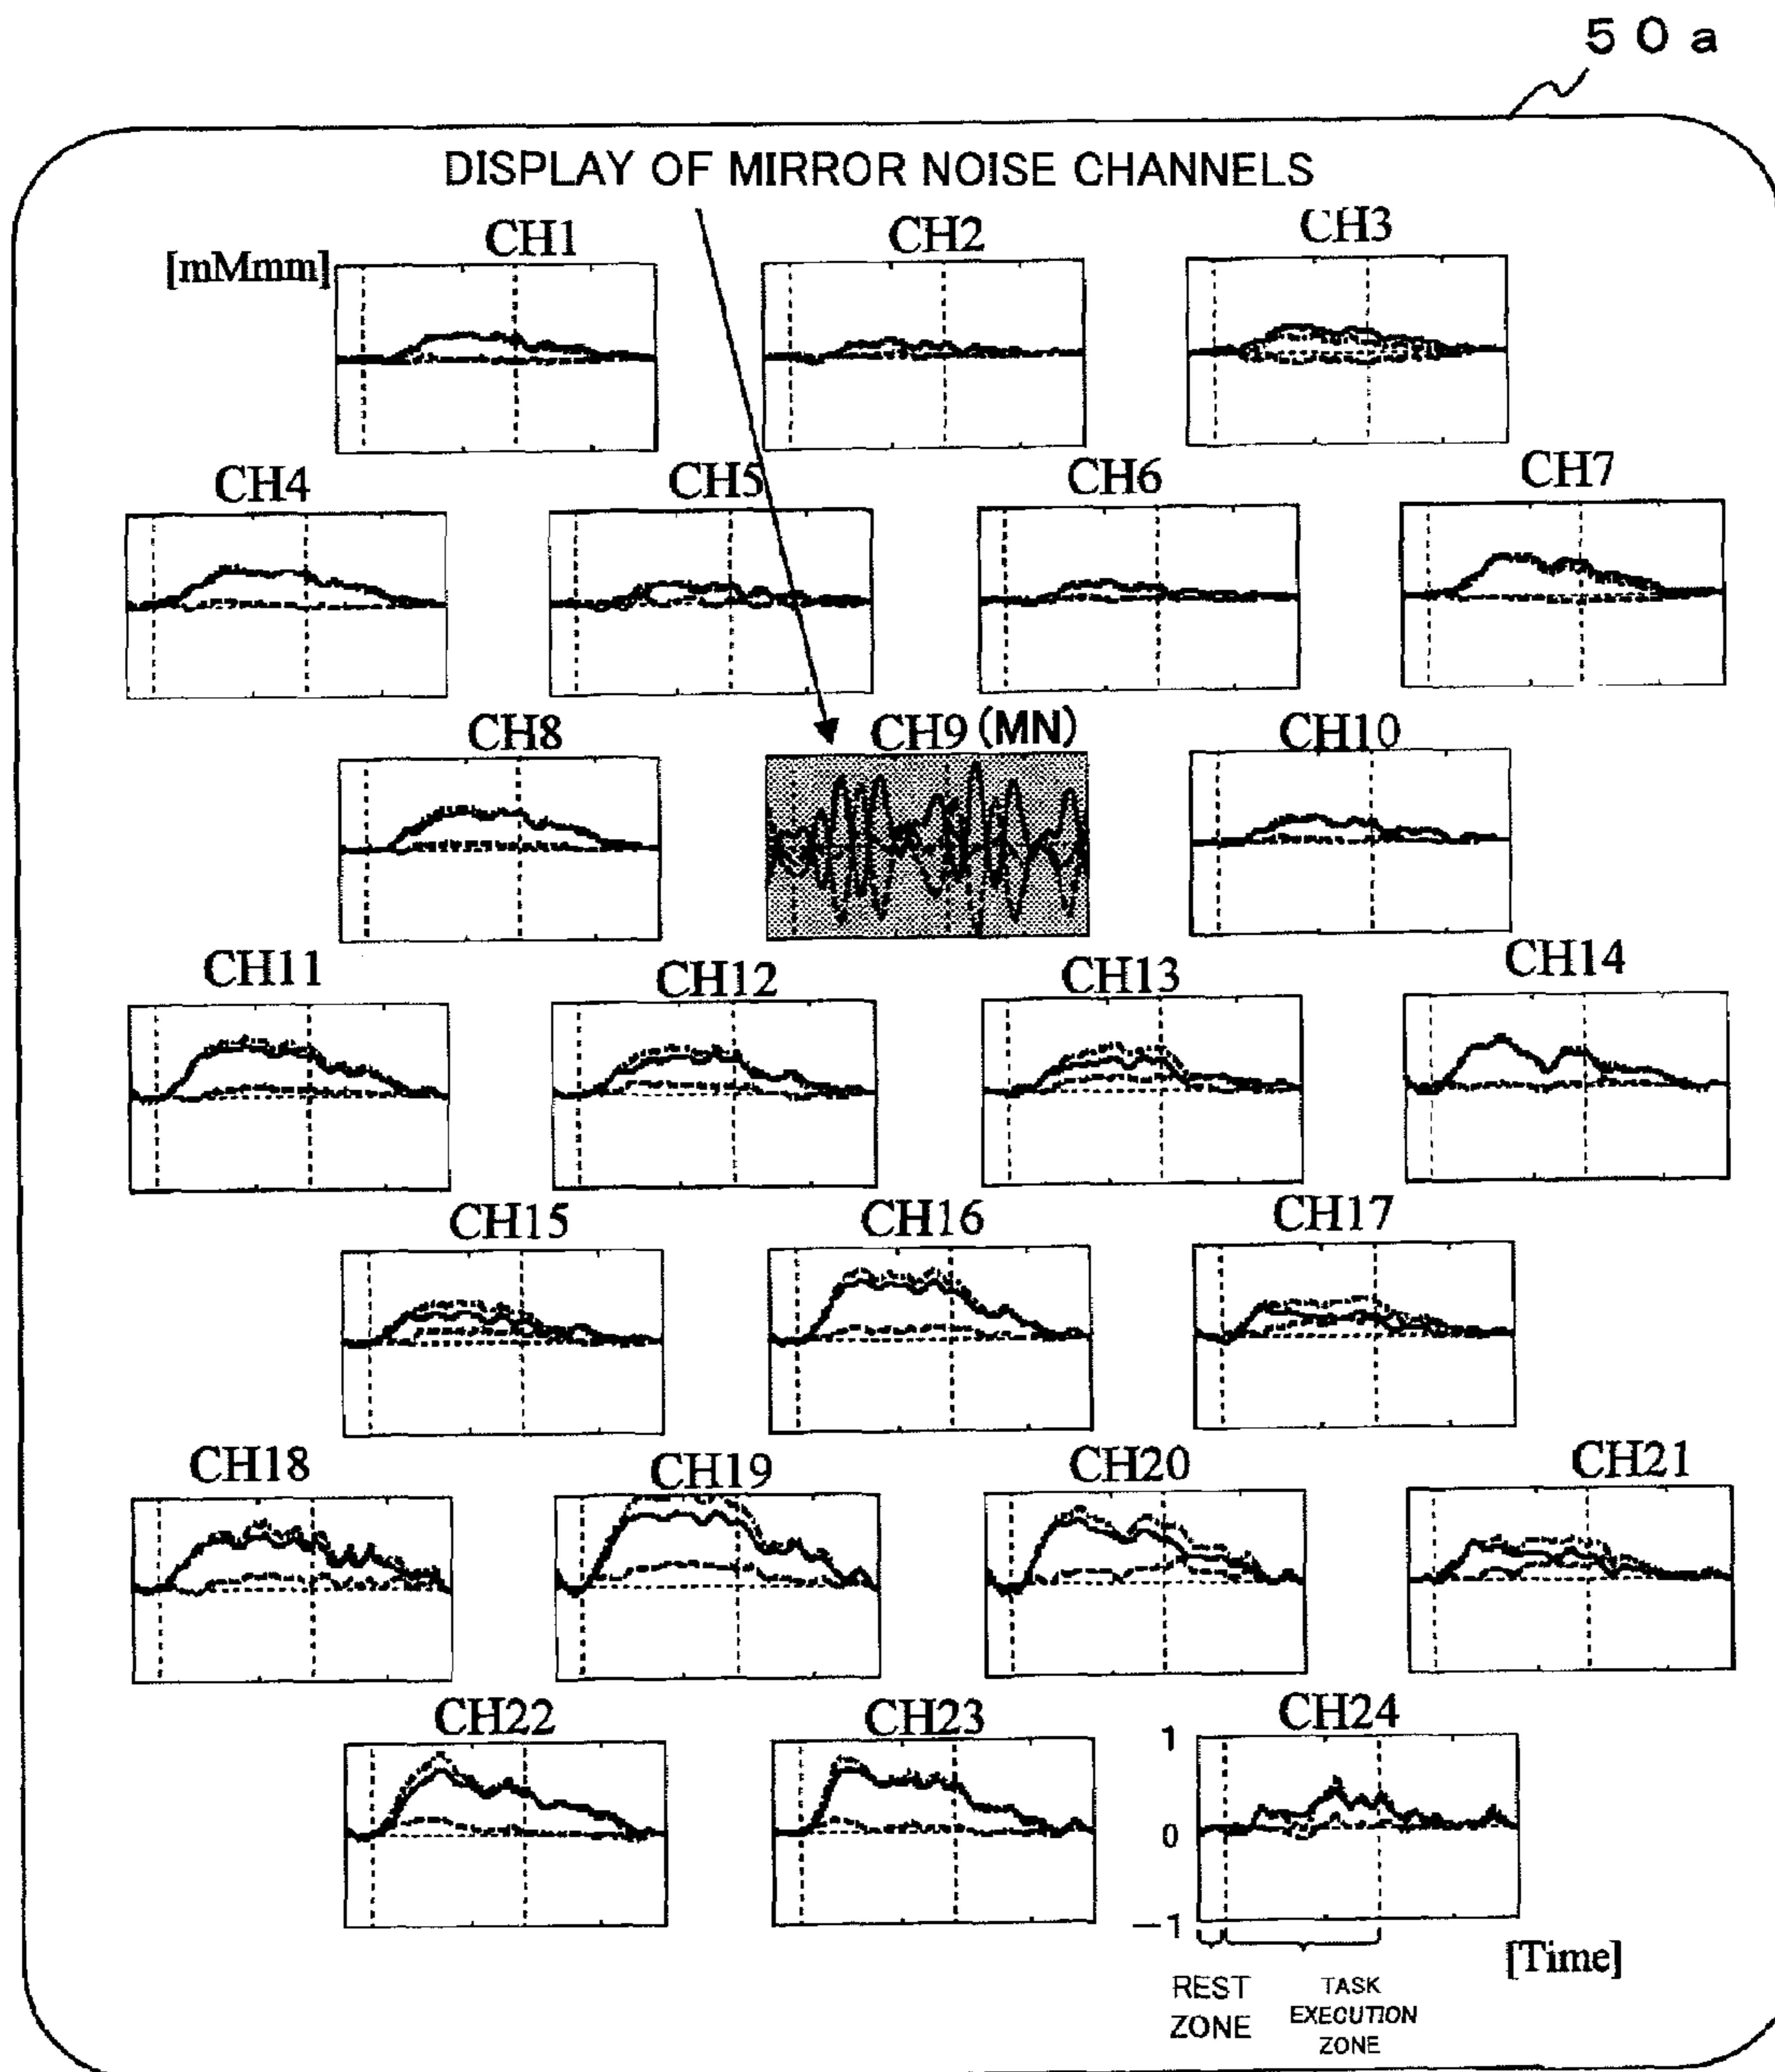 50a
DISPLAY OF MIRROR NOISE CHANNELS
[mMmm]
CH1 CH2 CH3
CH4 CH5 CH6 CH7
CH8 CH9 (MN) CH10
CH11 CH12 CH13 CH14
CH15 CH16 CH17
CH18 CH19 CH20 CH21
CH22 CH23 CH24
1
0
−1
[Time]
REST
ZONE
TASK
EXECUTION
ZONE